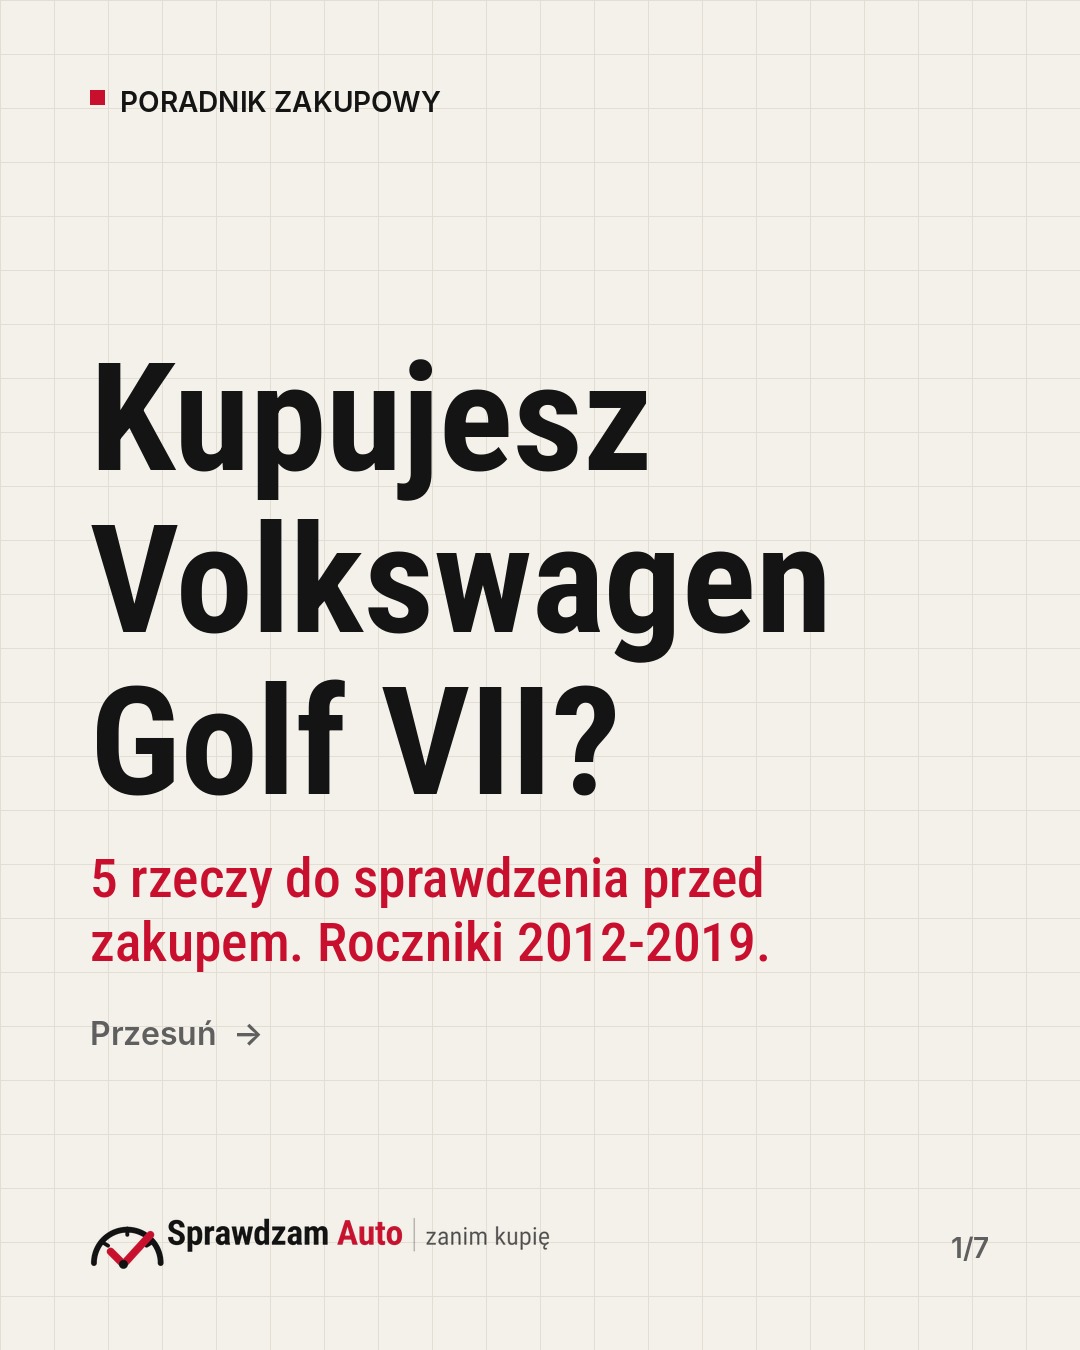 PORADNIK ZAKUPOWY
Kupujesz
Volkswagen
Golf VII?
5 rzeczy do sprawdzenia przed
zakupem. Roczniki 2012-2019.
Przesuń →
Sprawdzam Auto | zanim kupię
1/7